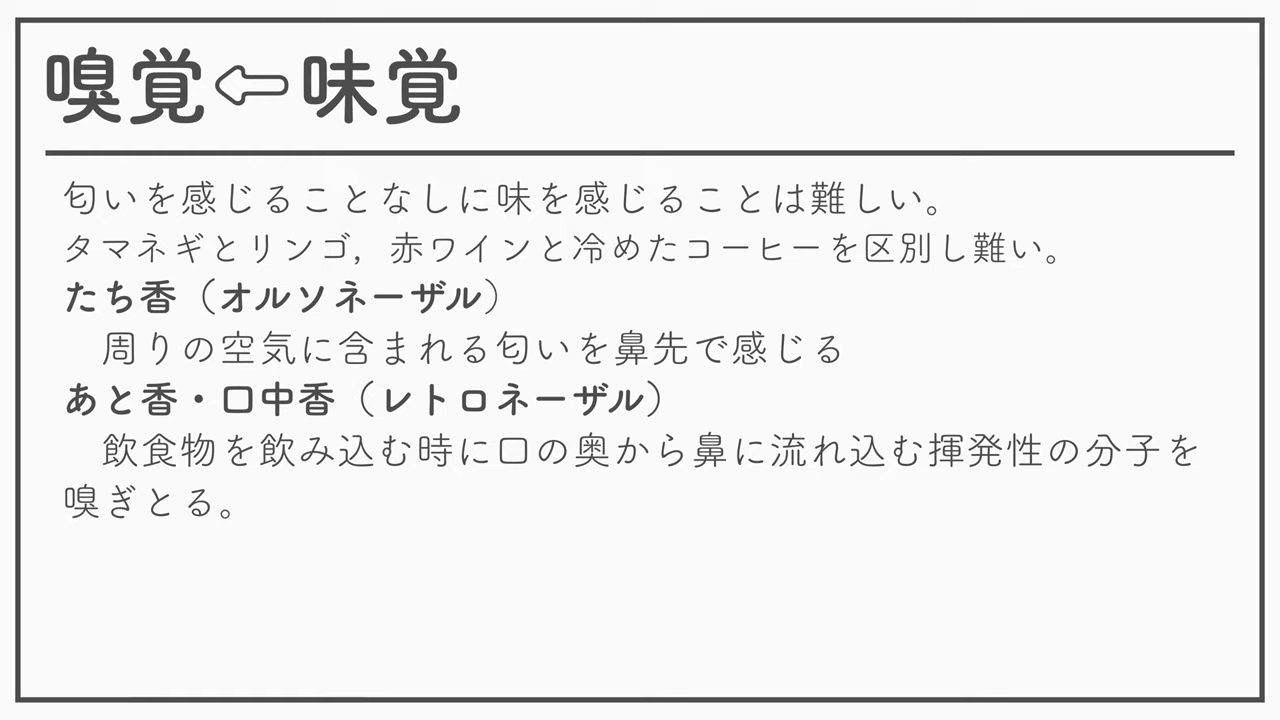 嗅覚⇦味覚
匂いを感じることなしに味を感じることは難しい。
タマネギとリンゴ，赤ワインと冷めたコーヒーを区別し難い。
たち香（オルソネーザル）
周りの空気に含まれる匂いを鼻先で感じる
あと香・口中香（レトロネーザル）
飲食物を飲み込む時に口の奥から鼻に流れ込む揮発性の分子を
嗅ぎとる。